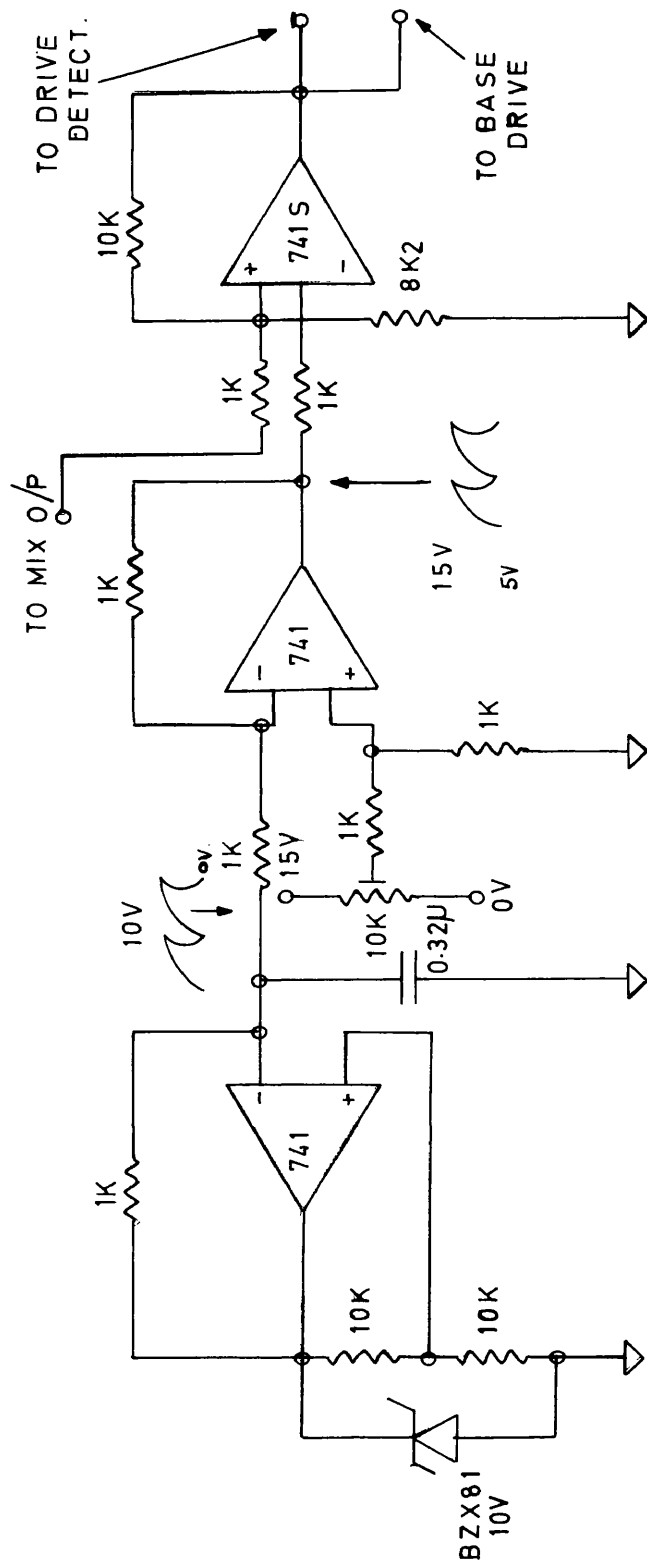 BZX81
10V
10K
10K
1K
741
-
+
10V
0V.
1K
15V
10K
0V
0·32µ
1K
1K
1K
741
-
+
15V
5V
TO MIX O/P
1K
1K
10K
741S
+
-
8K2
TO DRIVE
DETECT.
TO BASE
DRIVE